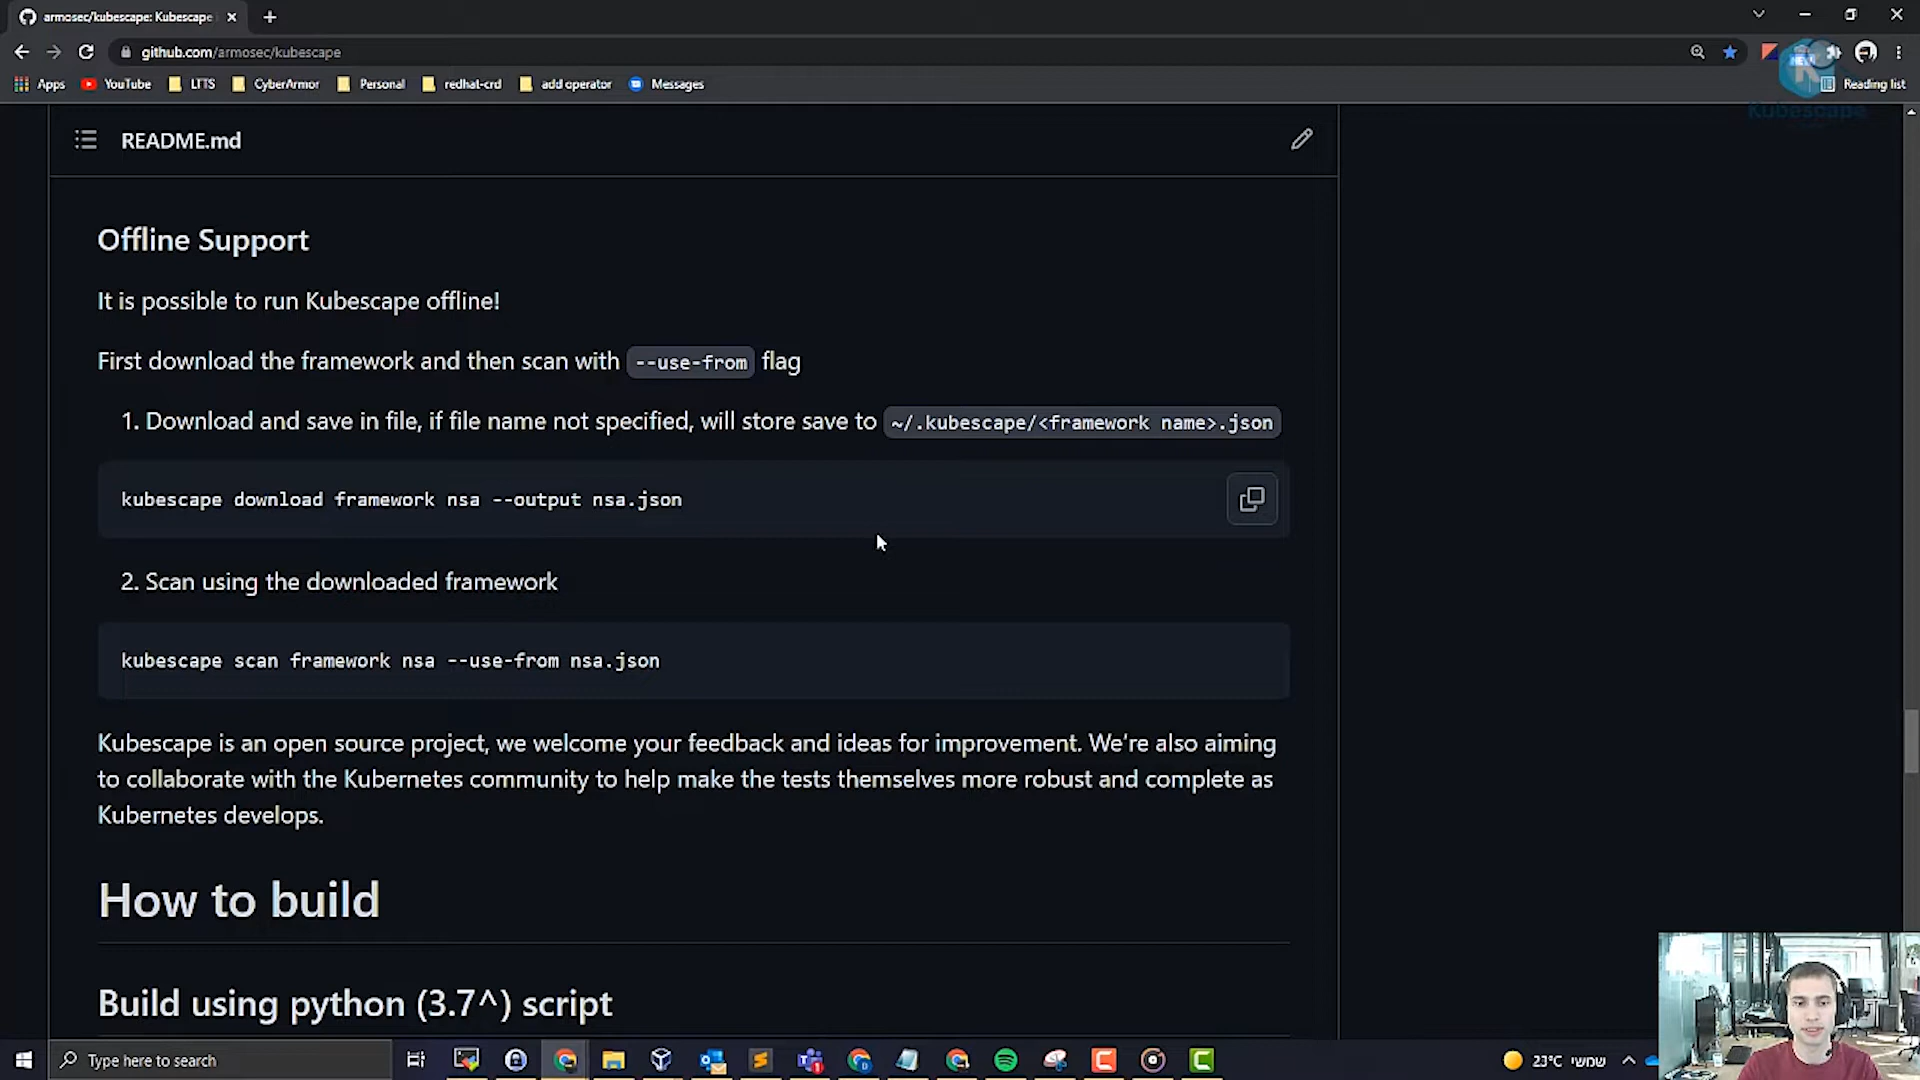 armosec/kubescape: Kubescape
github.com/armosec/kubescape
NEW
Apps
YouTube
LTTS
CyberArmor
Personal
redhat-crd
add operator
Messages
Reading list
Kubescape
README.md
Offline Support
It is possible to run Kubescape offline!
First download the framework and then scan with --use-from flag
1. Download and save in file, if file name not specified, will store save to ~/.kubescape/<framework name>.json
kubescape download framework nsa --output nsa.json
2. Scan using the downloaded framework
kubescape scan framework nsa --use-from nsa.json
Kubescape is an open source project, we welcome your feedback and ideas for improvement. We're also aiming
to collaborate with the Kubernetes community to help make the tests themselves more robust and complete as
Kubernetes develops.
How to build
Build using python (3.7^) script
Type here to search
23°C שמשי